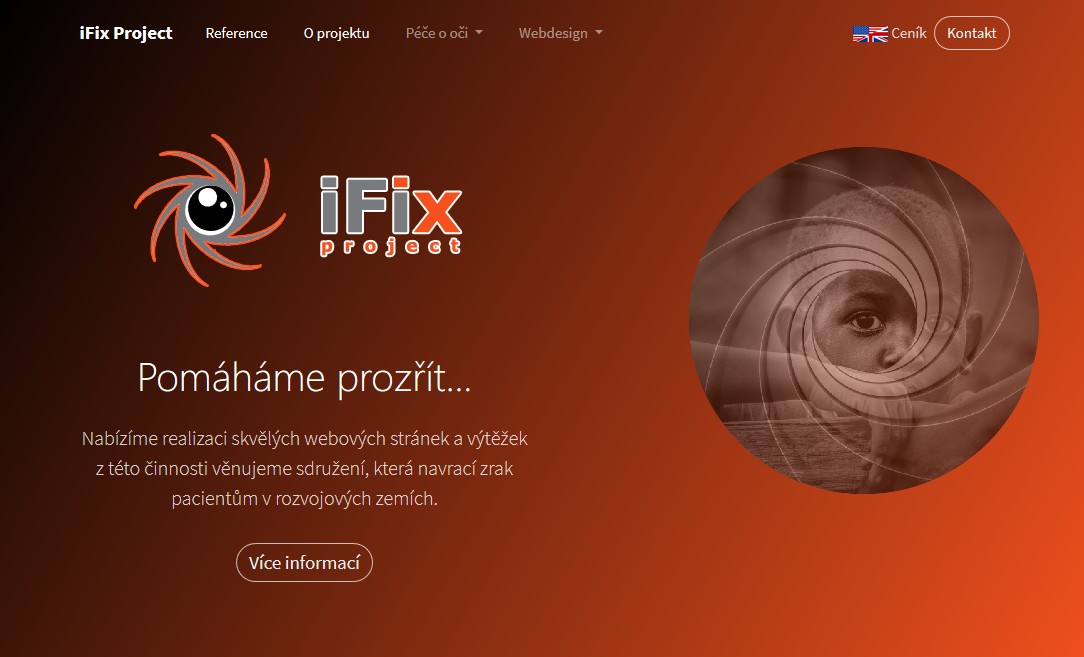 iFix Project Reference O projektu Péče o oči Webdesign Ceník Kontakt
iFix
project
Pomáháme prozřít...
Nabízíme realizaci skvělých webových stránek a výtěžek
z této činnosti věnujeme sdružení, která navrací zrak
pacientům v rozvojových zemích.
Více informací